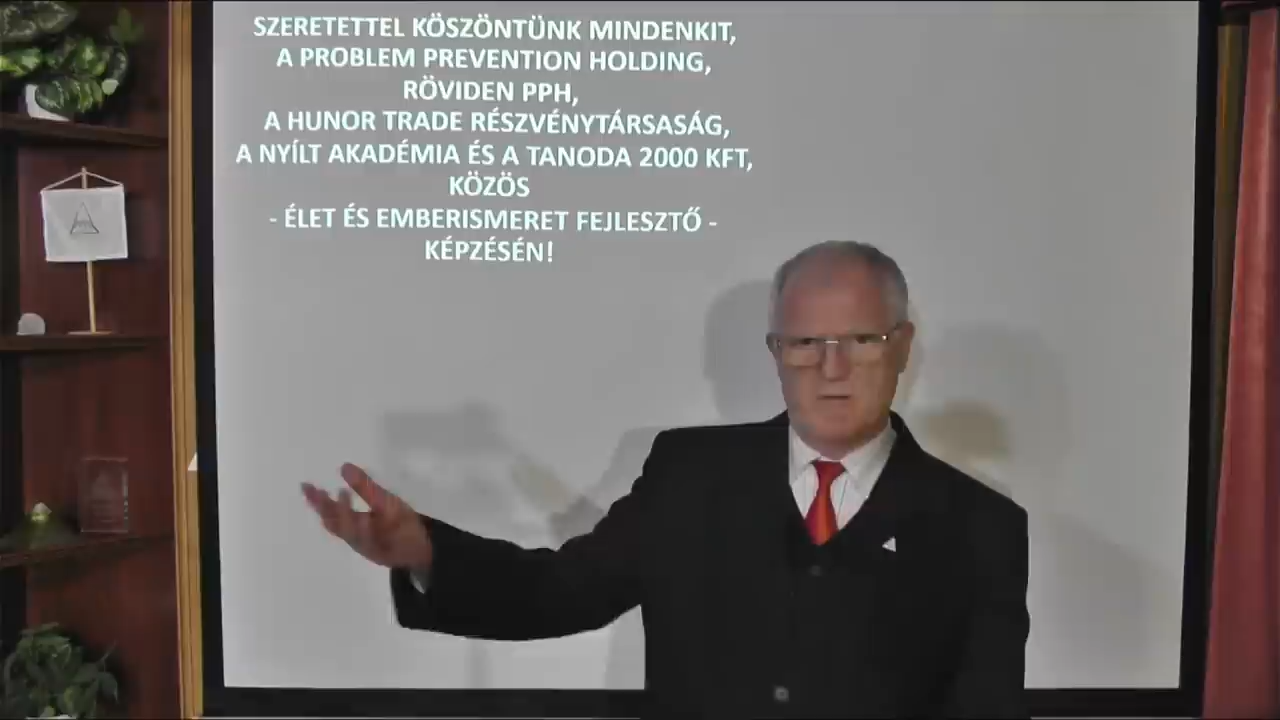 SZERETETTEL KÖSZÖNTÜNK MINDENKIT,
A PROBLEM PREVENTION HOLDING,
RÖVIDEN PPH,
A HUNOR TRADE RÉSZVÉNYTÁRSASÁG,
A NYÍLT AKADÉMIA ÉS A TANODA 2000 KFT,
KÖZÖS
- ÉLET ÉS EMBERISMERET FEJLESZTŐ -
KÉPZÉSÉN!